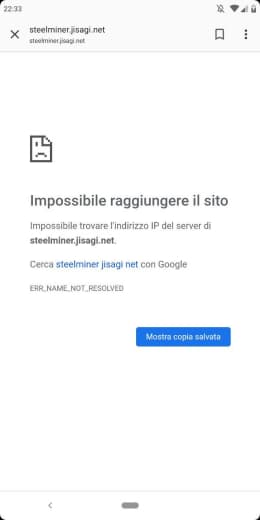 22:33
steelminer.jisagi.net
steelminer.jisagi.net
Impossibile raggiungere il sito
Impossibile trovare l'indirizzo IP del server di
steelminer.jisagi.net.
Cerca steelminer jisagi net con Google
ERR_NAME_NOT_RESOLVED
Mostra copia salvata